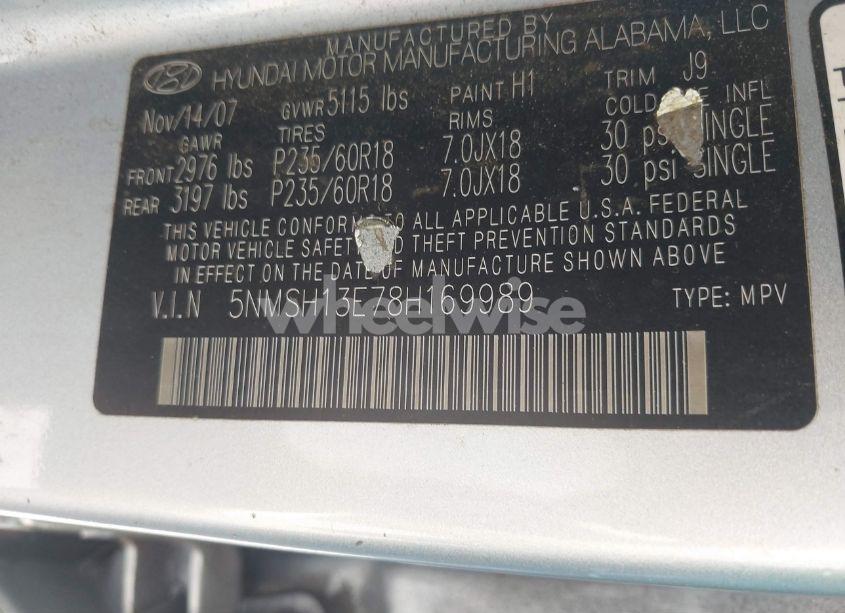 MANUFACTURED BY
HYUNDAI MOTOR MANUFACTURING ALABAMA, LLC
Nov/14/07 GVWR 5115 lbs PAINT H1 TRIM J9
GAWR TIRES RIMS COLD INFL
FRONT 2976 lbs P235/60R18 7.0JX18 30 psi SINGLE
REAR 3197 lbs P235/60R18 7.0JX18 30 psi SINGLE
THIS VEHICLE CONFORMS TO ALL APPLICABLE U.S.A. FEDERAL
MOTOR VEHICLE SAFETY AND THEFT PREVENTION STANDARDS
IN EFFECT ON THE DATE OF MANUFACTURE SHOWN ABOVE
V.I.N 5NMSH13E78H169989 TYPE: MPV
wheelwise